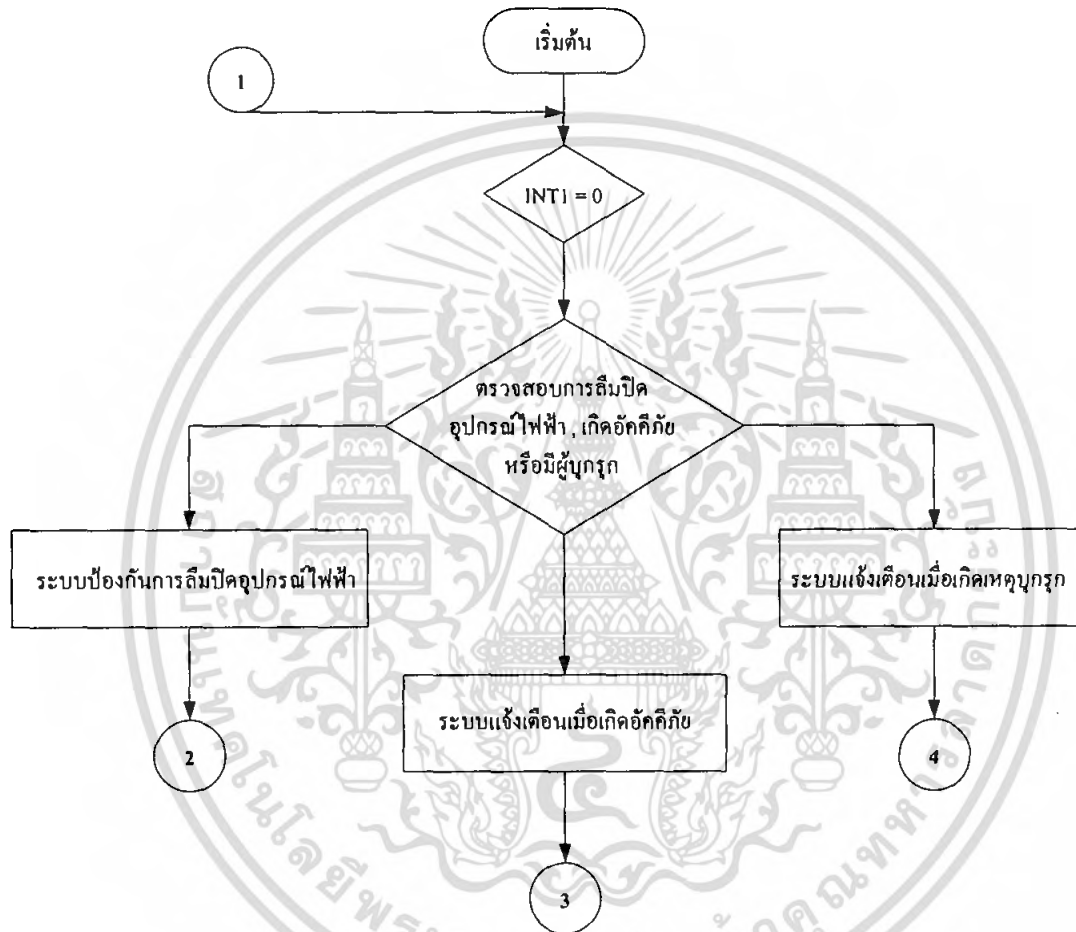 เริ่มต้น
1
INT1 = 0
ตรวจสอบการลืมปิด
อุปกรณ์ไฟฟ้า , เกิดอัคคีภัย
หรือมีผู้บุกรุก
ระบบป้องกันการลืมปิดอุปกรณ์ไฟฟ้า
ระบบแจ้งเตือนเมื่อเกิดเหตุบุกรุก
ระบบแจ้งเตือนเมื่อเกิดอัคคีภัย
2
4
3